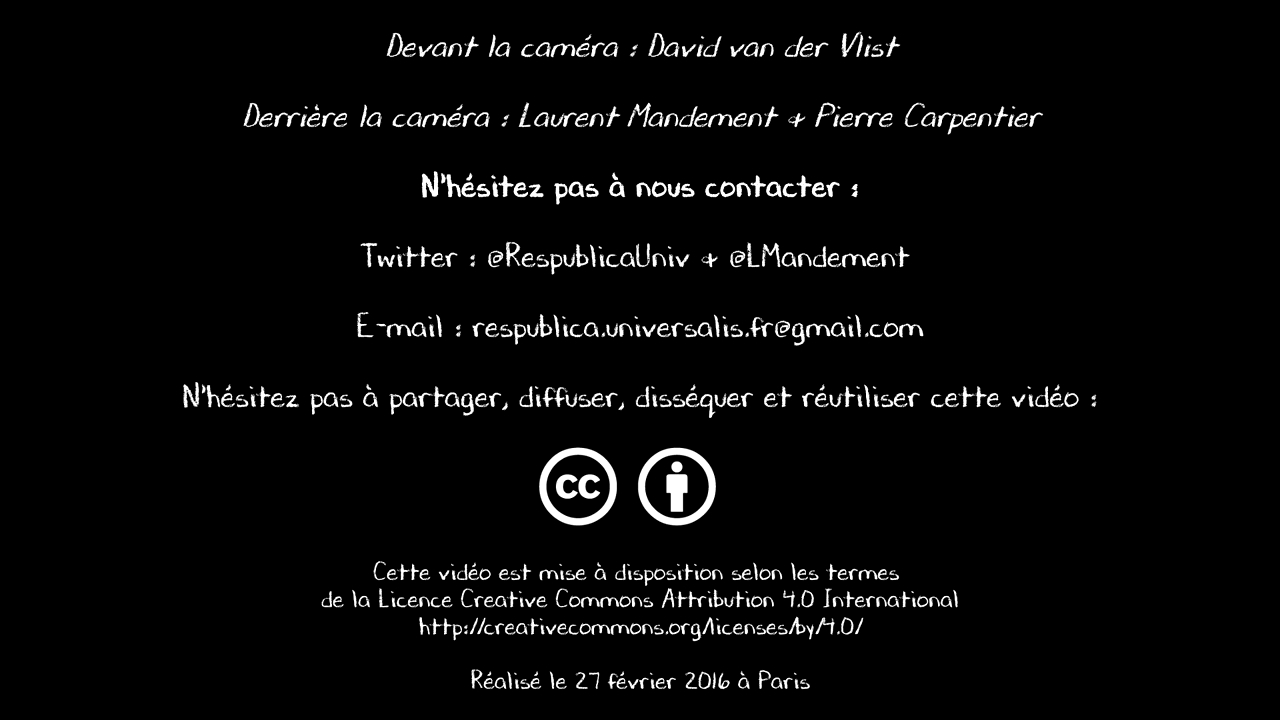 Devant la caméra : David van der Vlist
Derrière la caméra : Laurent Mandement & Pierre Carpentier
N'hésitez pas à nous contacter :
Twitter : @RespublicaUniv & @LMandement
E-mail : respublica.universalis.fr@gmail.com
N'hésitez pas à partager, diffuser, disséquer et réutiliser cette vidéo :
cc
Cette vidéo est mise à disposition selon les termes
de la Licence Creative Commons Attribution 4.0 International
http://creativecommons.org/licenses/by/4.0/
Réalisé le 27 février 2016 à Paris